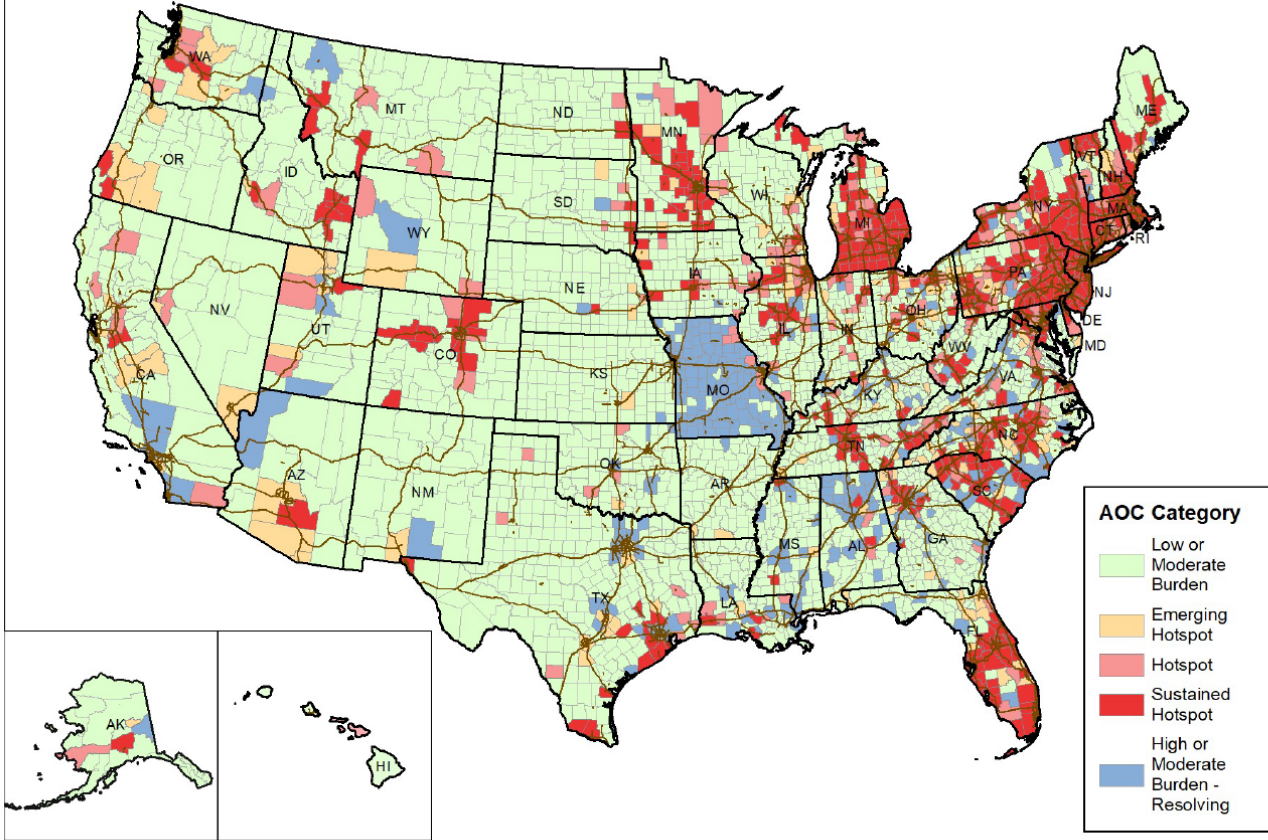 WA
MT
ND
MN
ME
OR
ID
SD
WI
VT
NH
NY
MA
MI
CT
RI
WY
IA
PA
NV
NE
NJ
UT
IL
IN
OH
DE
CO
WV
MD
CA
KS
MO
KY
VA
TN
NC
AZ
OK
AR
NM
SC
MS
AL
GA
TX
LA
FL
AK
HI
AOC Category
Low or
Moderate
Burden
Emerging
Hotspot
Hotspot
Sustained
Hotspot
High or
Moderate
Burden -
Resolving